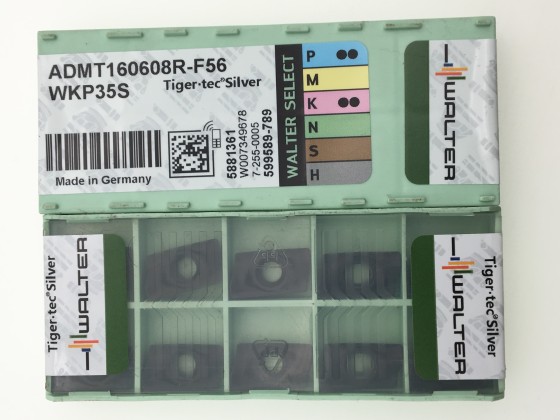 ADMT160608R-F56
WKP35S
Tiger·tec®Silver
Made in Germany
5881361
W007349678
7-255-0005
599589-789
WALTER SELECT
P
M
K
N
S
H
WALTER
Tiger·tec®Silver
WALTER
WALTER
Tiger·tec®Silver